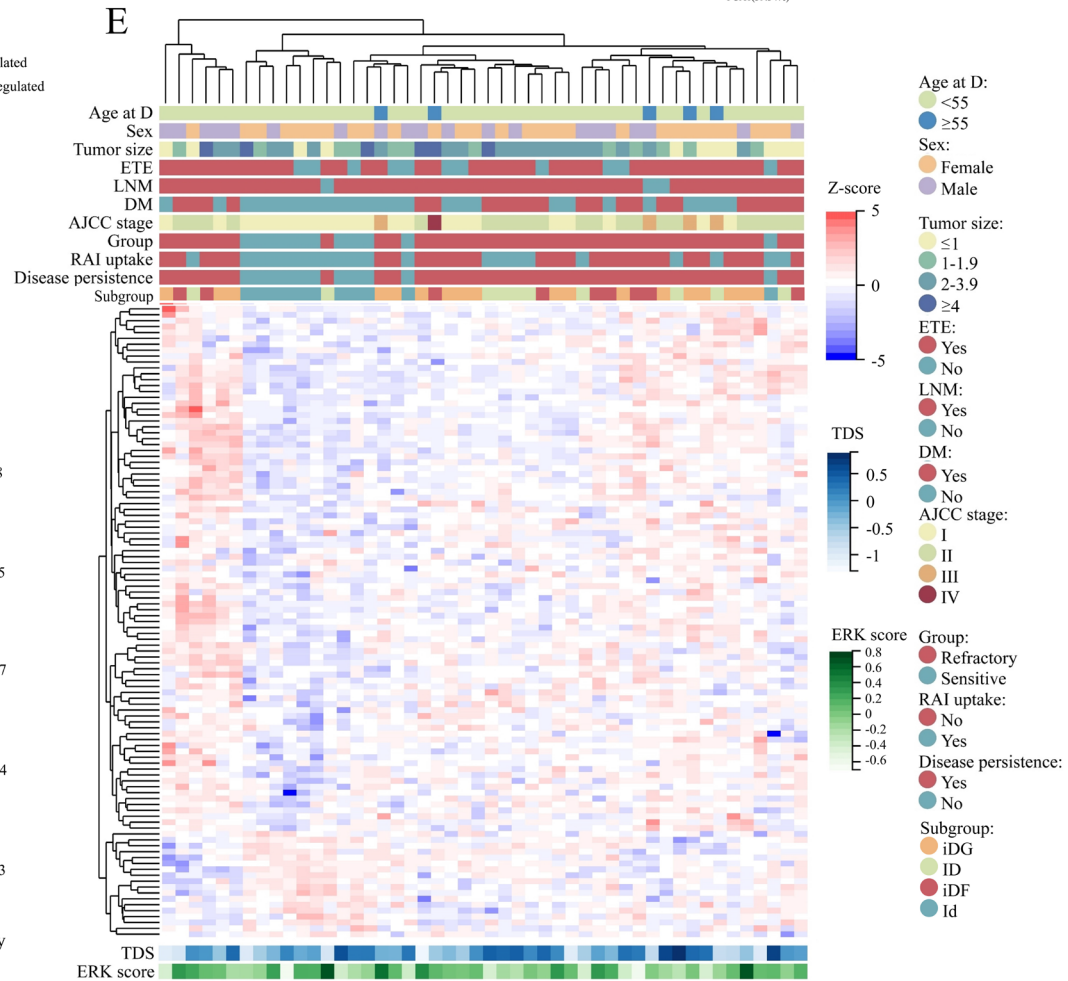 E
lated
egulated
Age at D
Sex
Tumor size
ETE
LNM
DM
AJCC stage
Group
RAI uptake
Disease persistence
Subgroup
TDS
ERK score
8
5
7
4
3
y
Z-score
5
0
-5
TDS
0.5
0
-0.5
-1
ERK score
0.8
0.6
0.4
0.2
0
-0.2
-0.4
-0.6
Age at D:
<55
≥55
Sex:
Female
Male
Tumor size:
≤1
1-1.9
2-3.9
≥4
ETE:
Yes
No
LNM:
Yes
No
DM:
Yes
No
AJCC stage:
I
II
III
IV
Group:
Refractory
Sensitive
RAI uptake:
No
Yes
Disease persistence:
Yes
No
Subgroup:
iDG
ID
iDF
Id